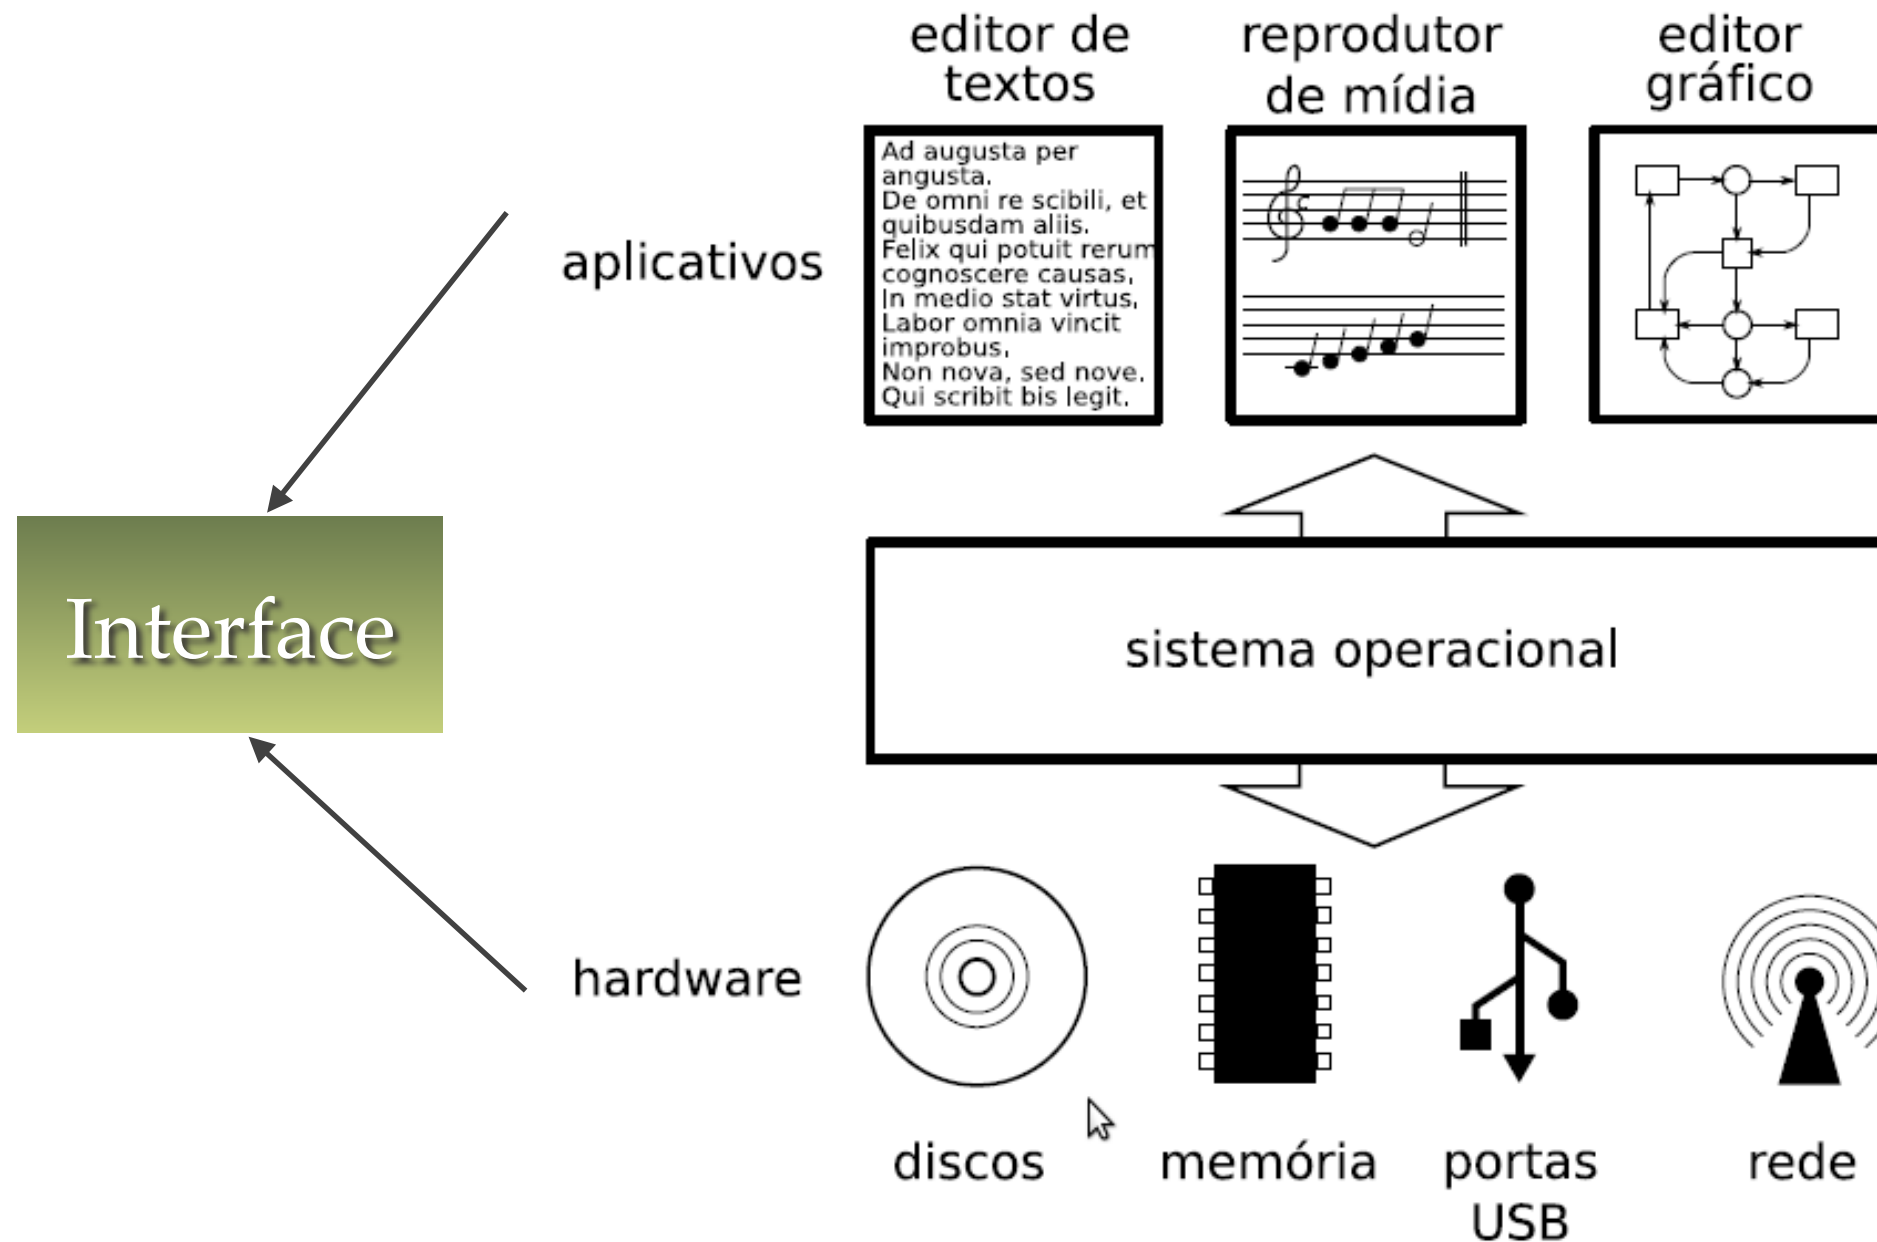 editor de
textos
reprodutor
de mídia
editor
gráfico
aplicativos
Ad augusta per
angusta.
De omni re scibili, et
quibusdam aliis.
Felix qui potuit rerum
cognoscere causas,
In medio stat virtus,
Labor omnia vincit
improbus,
Non nova, sed nove.
Qui scribit bis legit.
Interface
sistema operacional
hardware
discos
memória
portas
USB
rede